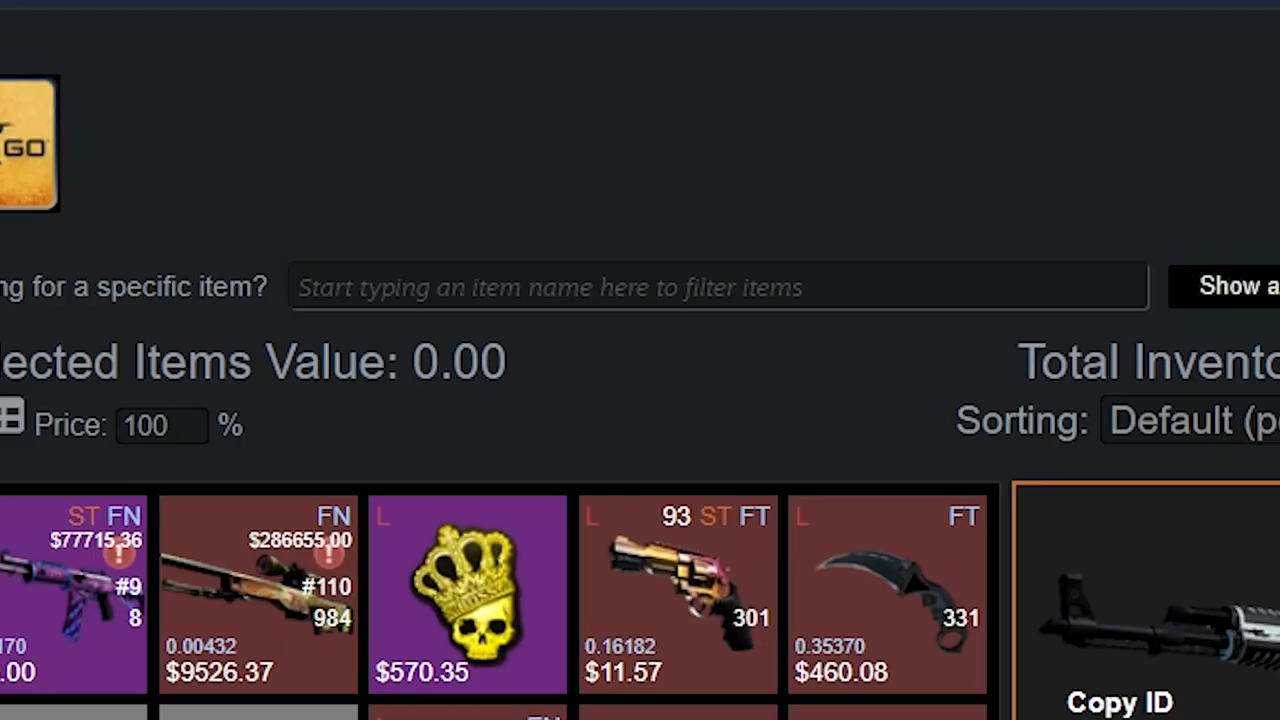 GO
ng for a specific item?
Start typing an item name here to filter items
Show a
lected Items Value: 0.00
Total Invento
Price: 100 %
Sorting: Default (p
ST FN
$77715.36
#9
8
170
.00
FN
$286655.00
#110
984
0.00432
$9526.37
L
$570.35
L 93 ST FT
301
0.16182
$11.57
L FT
331
0.35370
$460.08
Copy ID